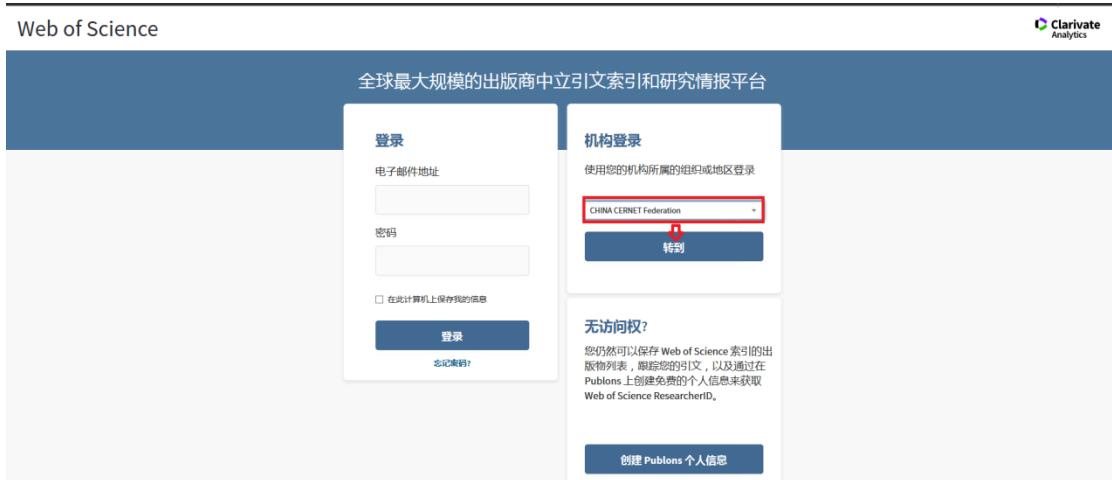 Web of Science
Clarivate
Analytics
全球最大规模的出版商中立引文索引和研究情报平台
登录
电子邮件地址
密码
在此计算机上保存我的信息
登录
忘记密码?
机构登录
使用您的机构所属的组织或地区登录
CHINA CERNET Federation
转到
无访问权?
您仍然可以保存 Web of Science 索引的出
版物列表，跟踪您的引文，以及通过在
Publons 上创建免费的个人信息来获取
Web of Science ResearcherID。
创建 Publons 个人信息